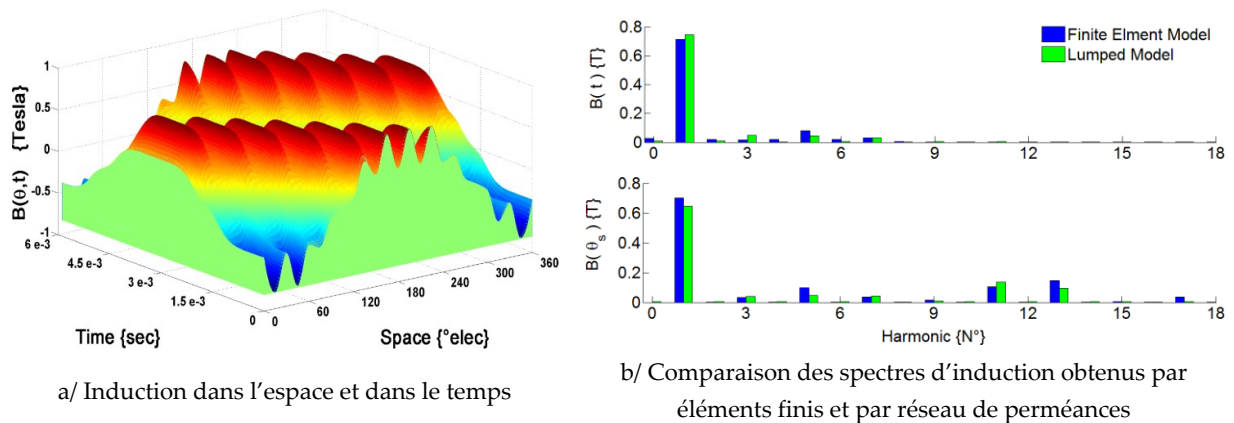 B(θ,t) {Tesla}
1
0.5
0
-0.5
-1
6 e-3
4.5 e-3
3 e-3
1.5 e-3
0
0
60
120
180
240
300
360
Time {sec}
Space {°elec}
a/ Induction dans l'espace et dans le temps
B( t ) {T}
0.8
0.6
0.4
0.2
0
0 3 6 9 12 15 18
Finite Elment Model
Lumped Model
B( θ s ) {T}
0.8
0.6
0.4
0.2
0
0 3 6 9 12 15 18
Harmonic {N°}
b/ Comparaison des spectres d'induction obtenus par
éléments finis et par réseau de perméances